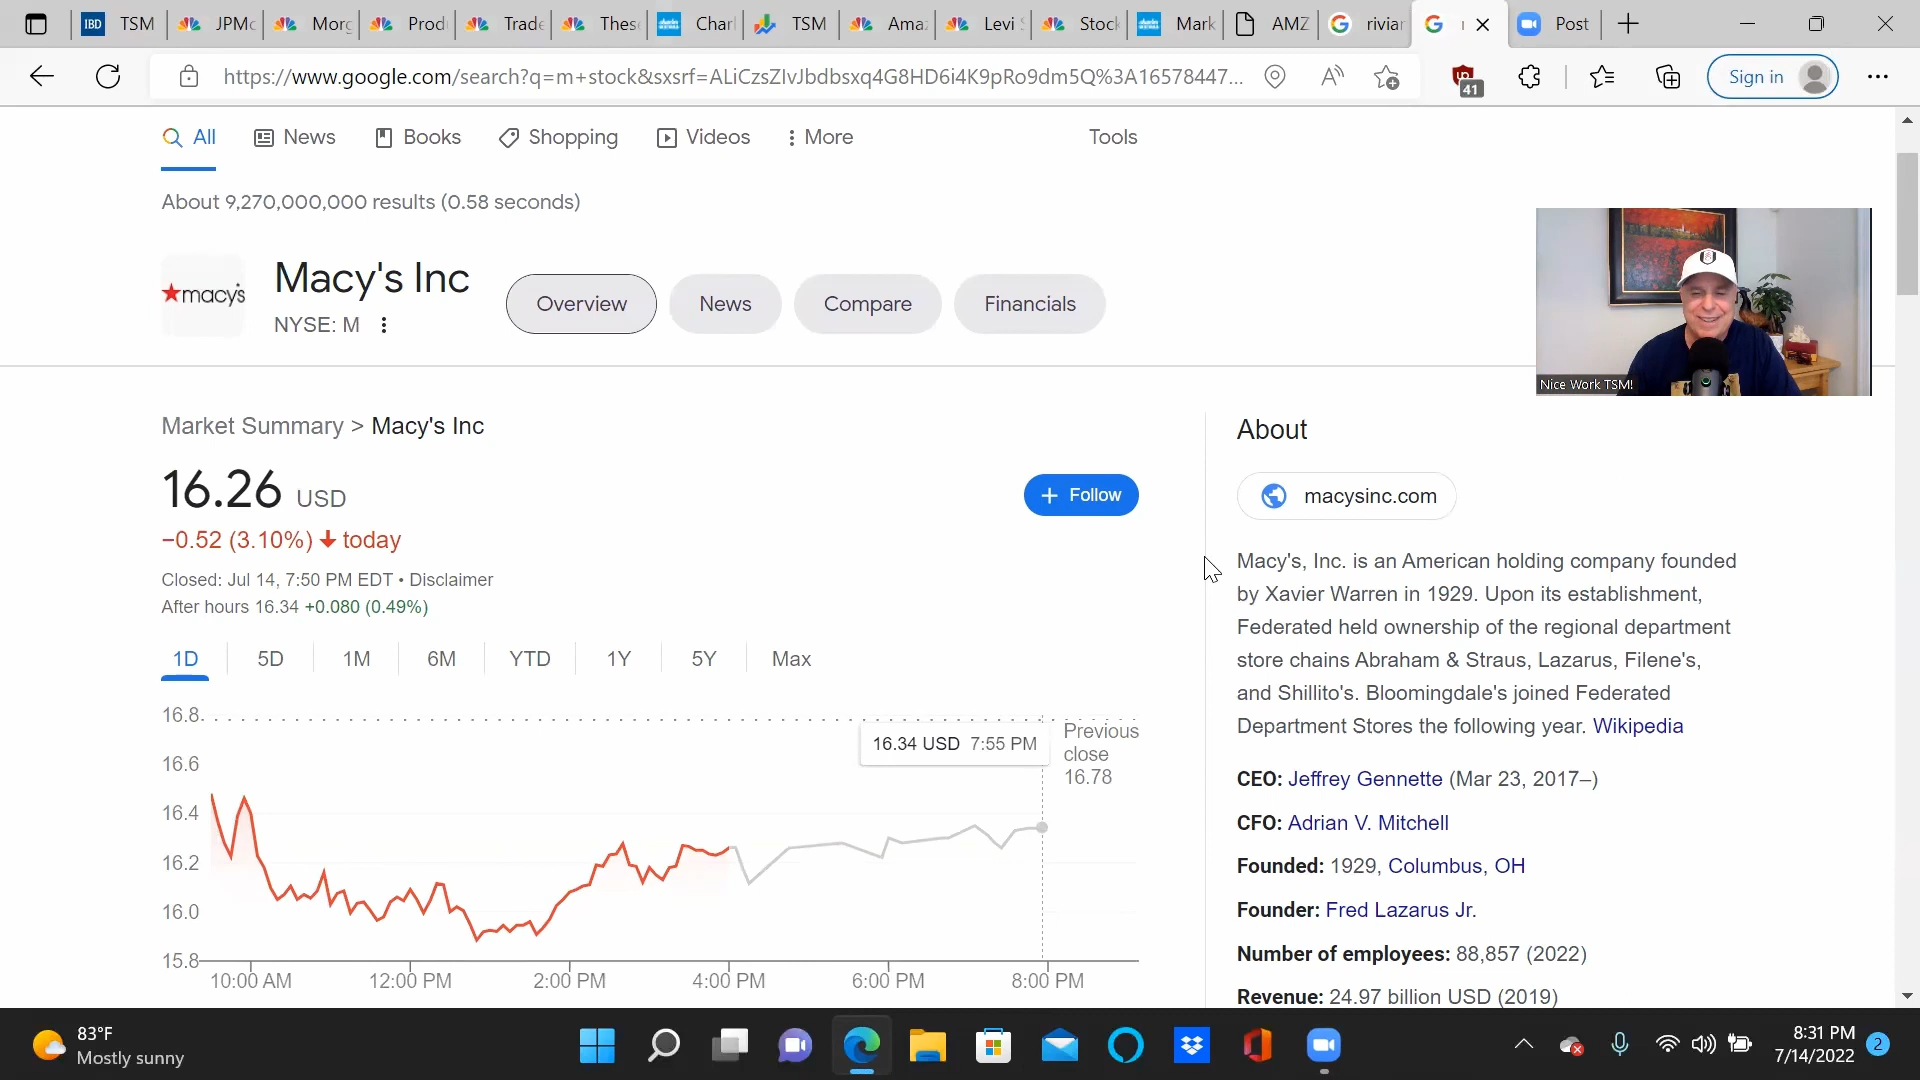 IBD TSM JPMc Morg Prod Trade These Charl TSM Amaz Levi S Stock Mark AMZ rivian Post
https://www.google.com/search?q=m+stock&sxsrf=ALiCzsZIvJbdbsxq4G8HD6i4K9pRo9dm5Q%3A16578447... 41 Sign in
All News Books Shopping Videos More Tools
About 9,270,000,000 results (0.58 seconds)
macy's
Macy's Inc
NYSE: M
Overview News Compare Financials
Nice Work TSM!
Market Summary > Macy's Inc
16.26 USD
Follow
−0.52 (3.10%) today
Closed: Jul 14, 7:50 PM EDT • Disclaimer
After hours 16.34 +0.080 (0.49%)
1D 5D 1M 6M YTD 1Y 5Y Max
16.8
16.6
16.4
16.2
16.0
15.8
16.34 USD 7:55 PM
Previous
close
16.78
10:00 AM 12:00 PM 2:00 PM 4:00 PM 6:00 PM 8:00 PM
About
macysinc.com
Macy's, Inc. is an American holding company founded
by Xavier Warren in 1929. Upon its establishment,
Federated held ownership of the regional department
store chains Abraham & Straus, Lazarus, Filene's,
and Shillito's. Bloomingdale's joined Federated
Department Stores the following year. Wikipedia
CEO: Jeffrey Gennette (Mar 23, 2017–)
CFO: Adrian V. Mitchell
Founded: 1929, Columbus, OH
Founder: Fred Lazarus Jr.
Number of employees: 88,857 (2022)
Revenue: 24.97 billion USD (2019)
83°F
Mostly sunny
8:31 PM
7/14/2022 2